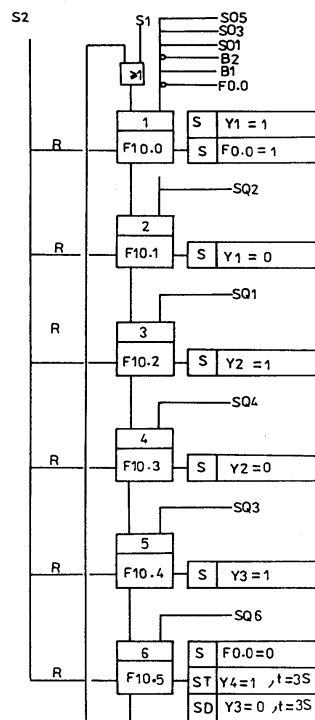 S2
S1
SO5
SO3
SO1
B2
B1
F0.0
≥1
1
S Y1 = 1
R
F10.0
S F0.0 = 1
SQ2
2
R
F10.1
S Y1 = 0
SQ1
3
R
F10.2
S Y2 = 1
SQ4
4
R
F10.3
S Y2=0
SQ3
5
R
F10.4
S Y3=1
SQ6
6
S F0.0=0
R
F10.5
ST Y4=1 ,t=3S
SD Y3=0 ,t=3S